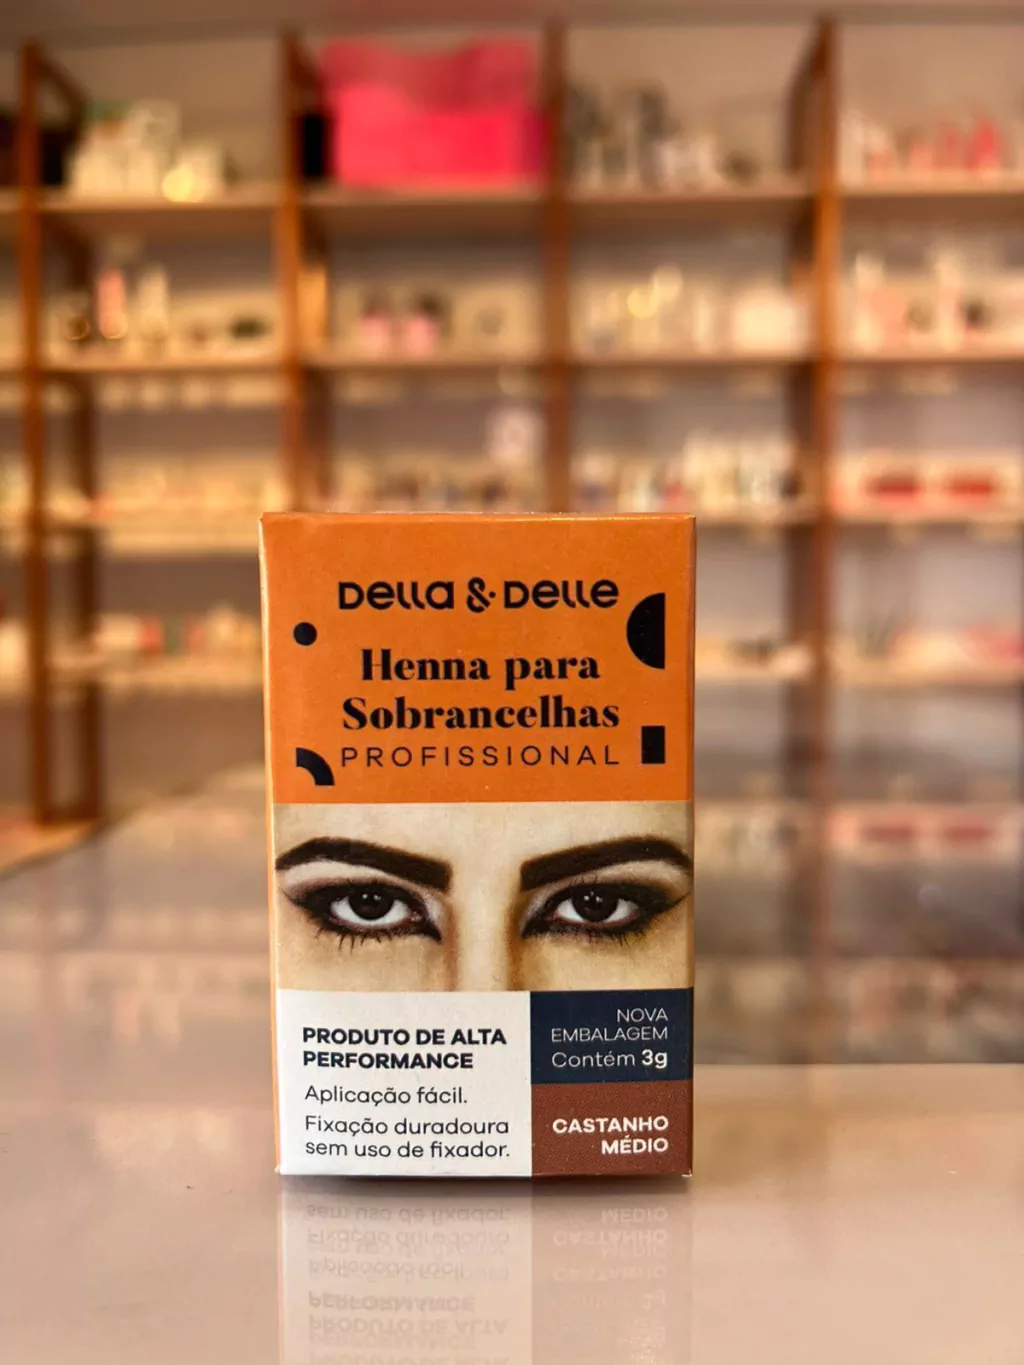 Della & Delle
Henna para
Sobrancelhas
PROFISSIONAL
PRODUTO DE ALTA
PERFORMANCE
Aplicação fácil.
Fixação duradoura
sem uso de fixador.
NOVA
EMBALAGEM
Contém 3g
CASTANHO
MÉDIO